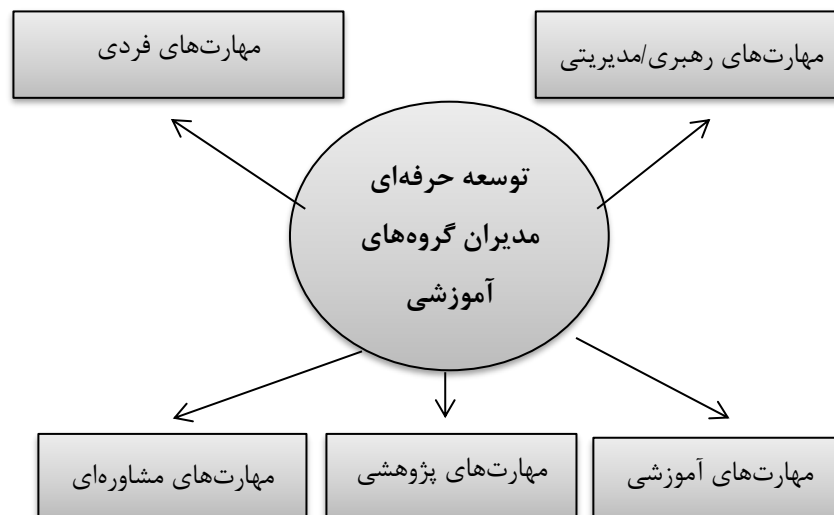 مهارت‌های رهبری/مدیریتی
مهارت‌های فردی
توسعه حرفه‌ای
مدیران گروه‌های
آموزشی
مهارت‌های آموزشی
مهارت‌های پژوهشی
مهارت‌های مشاوره‌ای